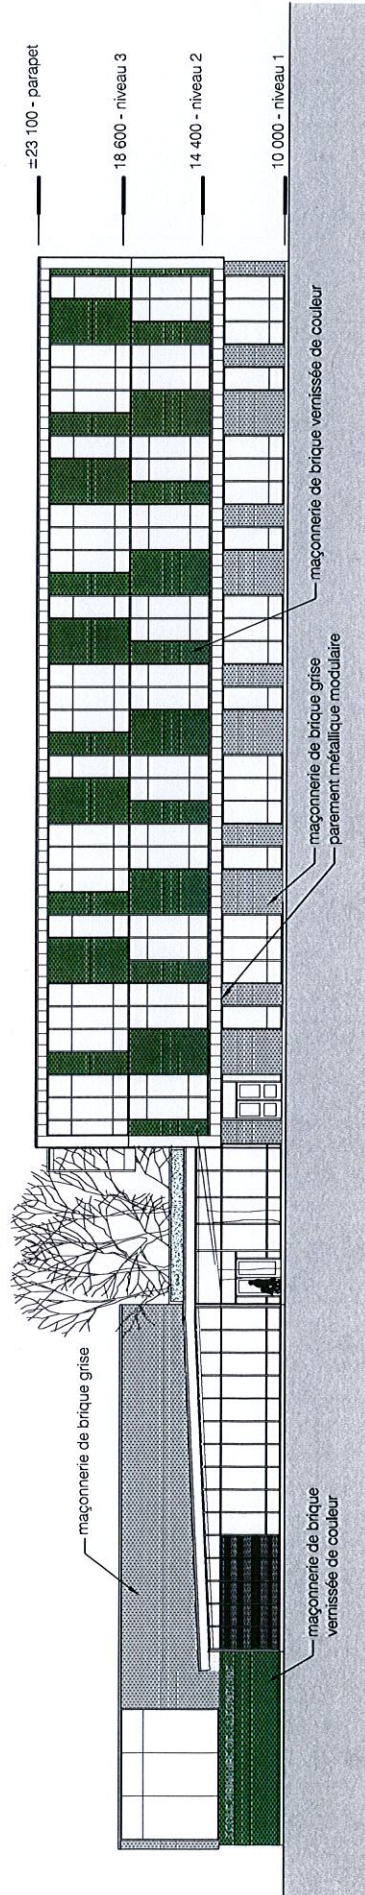 ±23 100 - parapet
18 600 - niveau 3
14 400 - niveau 2
10 000 - niveau 1
maçonnerie de brique grise
maçonnerie de brique vernissée de couleur
maçonnerie de brique grise
parement métallique modulaire
maçonnerie de brique
vernissée de couleur